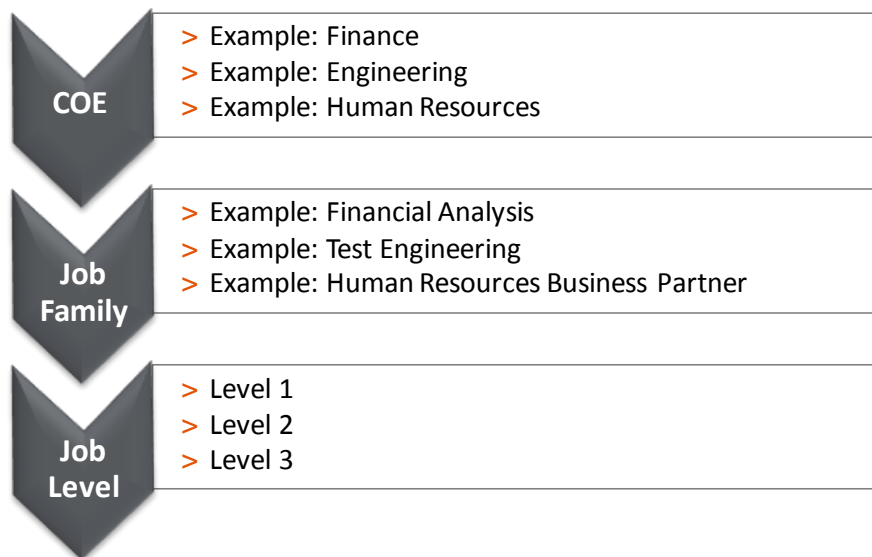 COE
> Example: Finance
> Example: Engineering
> Example: Human Resources
Job
Family
> Example: Financial Analysis
> Example: Test Engineering
> Example: Human Resources Business Partner
Job
Level
> Level 1
> Level 2
> Level 3